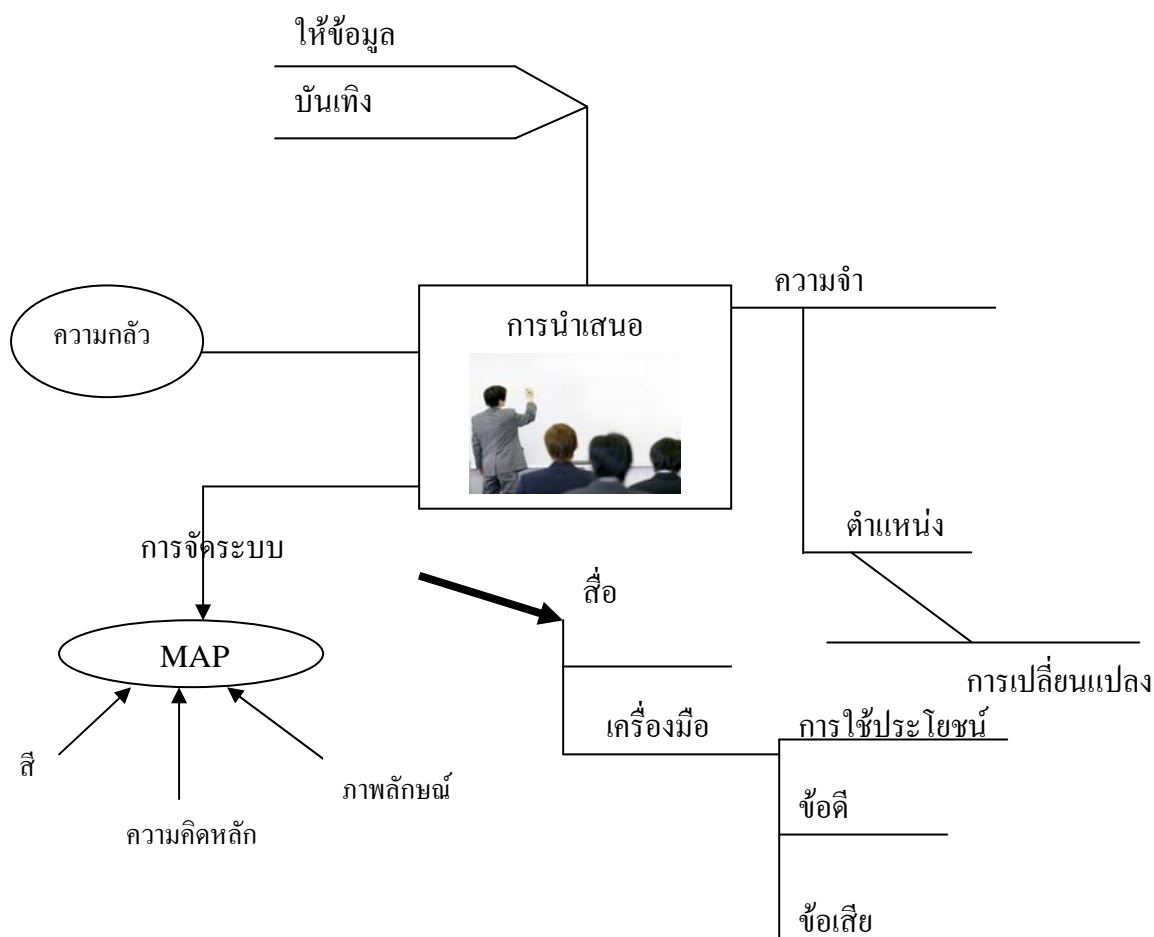 ให้ข้อมูล
บันเทิง
ความจำ
การนำเสนอ
ความกลัว
ตำแหน่ง
การจัดระบบ
สื่อ
MAP
การเปลี่ยนแปลง
เครื่องมือ
การใช้ประโยชน์
สี
ภาพลักษณ์
ข้อดี
ความคิดหลัก
ข้อเสีย